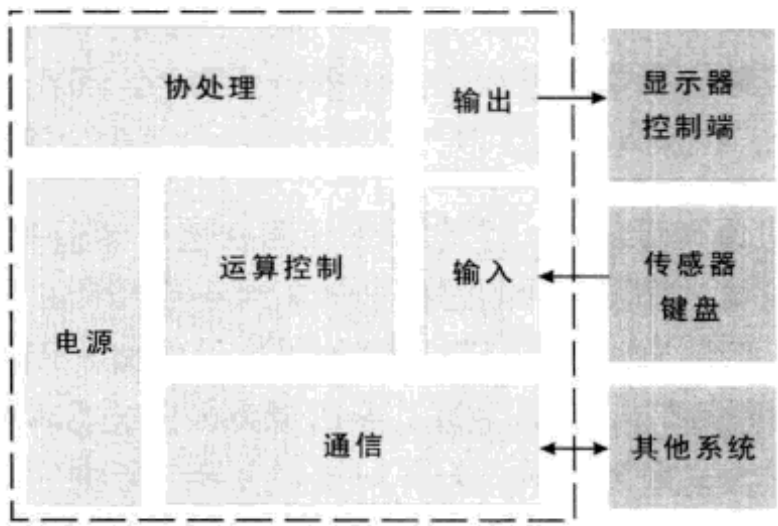 协处理
输出
显示器
控制端
运算控制
输入
传感器
键盘
电源
通信
其他系统